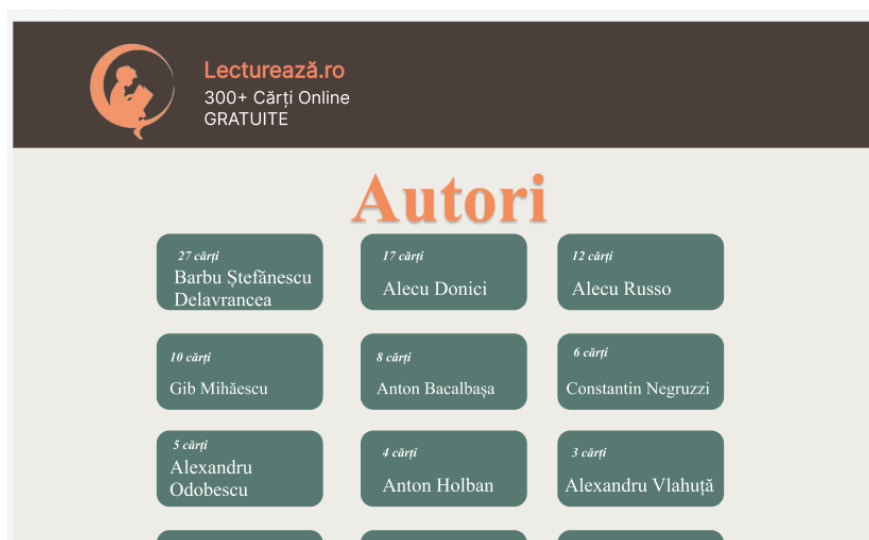 Lecturează.ro
300+ Cărți Online
GRATUITE
Autori
27 cărți
Barbu Ștefănescu
Delavrancea
17 cărți
Alecu Donici
12 cărți
Alecu Russo
10 cărți
Gib Mihăescu
8 cărți
Anton Bacalbașa
6 cărți
Constantin Negruzzi
5 cărți
Alexandru
Odobescu
4 cărți
Anton Holban
3 cărți
Alexandru Vlahuță